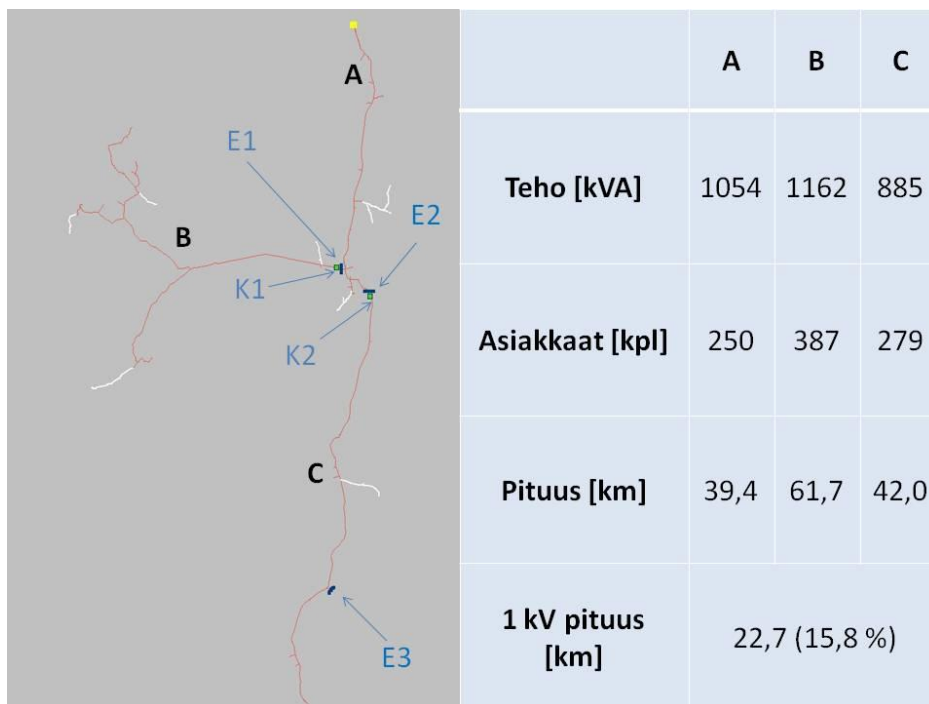 A
E1
E2
B
K1
K2
C
E3
A B C
Teho [kVA] 1054 1162 885
Asiakkaat [kpl] 250 387 279
Pituus [km] 39,4 61,7 42,0
1 kV pituus
[km] 22,7 (15,8 %)